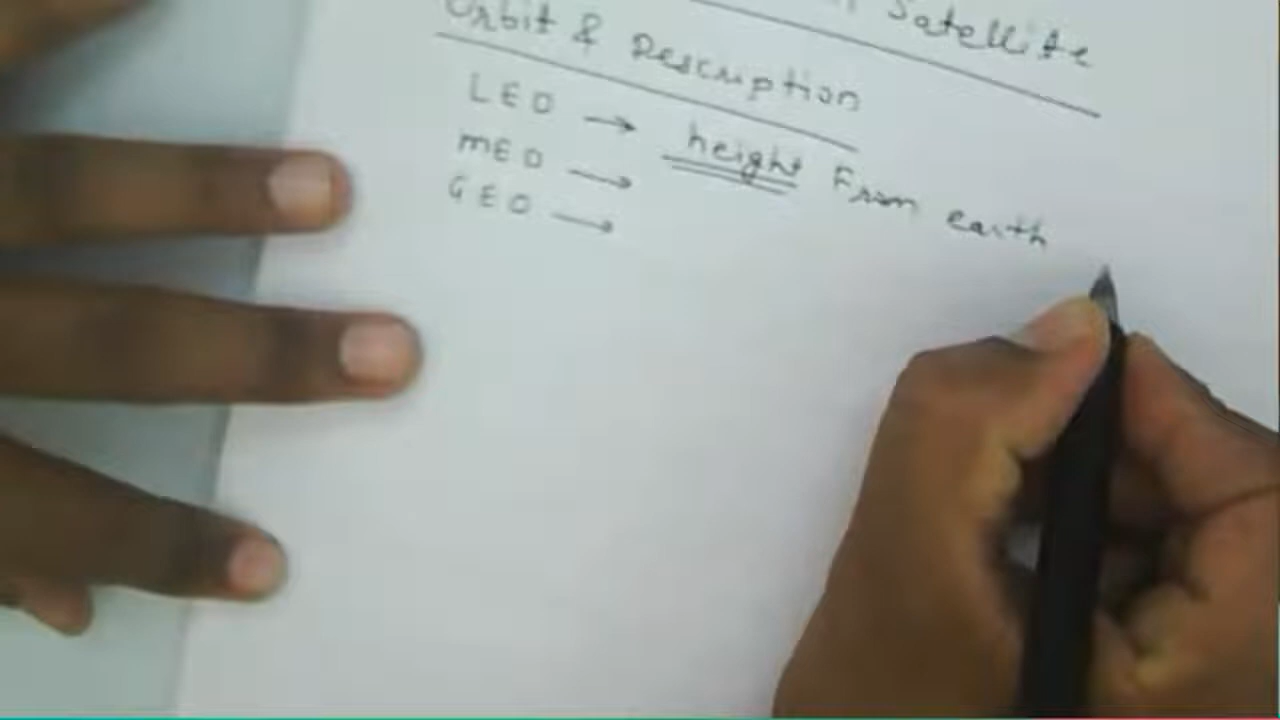 Satellite
Orbit & Description
LEO → height From earth
mEO →
GEO →